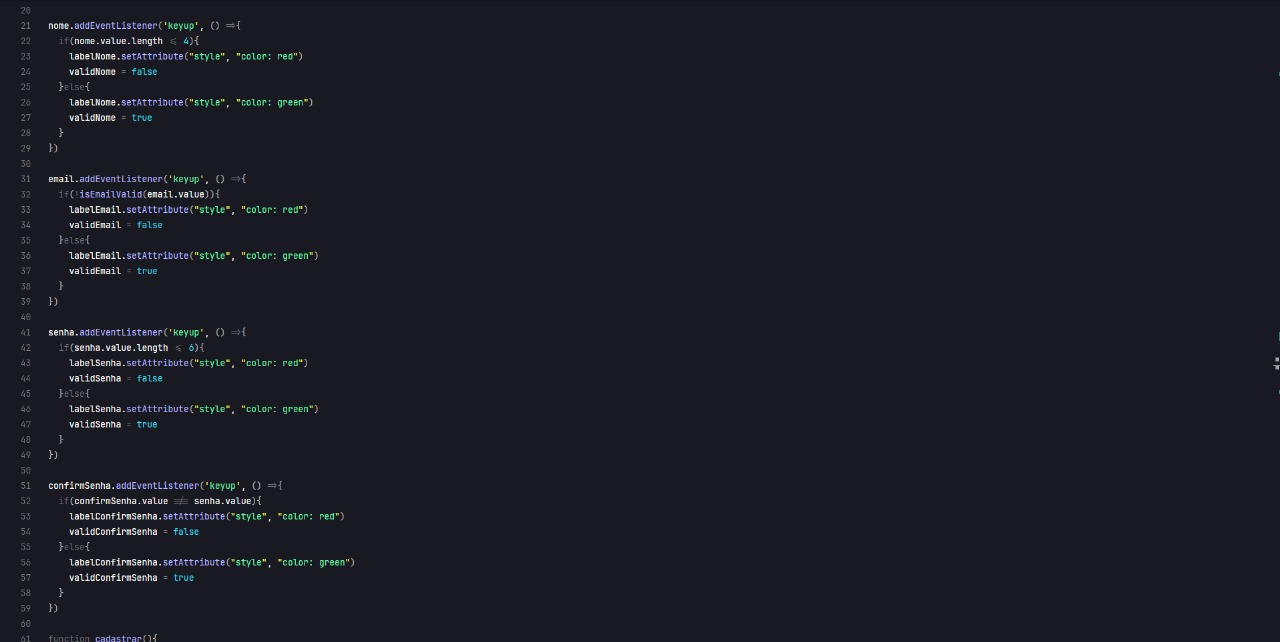 20
21 nome.addEventListener('keyup', () => {
22 if(nome.value.length <= 4){
23 labelNome.setAttribute("style", "color: red")
24 validNome = false
25 }else{
26 labelNome.setAttribute("style", "color: green")
27 validNome = true
28 }
29 })
30
31 email.addEventListener('keyup', () => {
32 if(!isEmailValid(email.value)){
33 labelEmail.setAttribute("style", "color: red")
34 validEmail = false
35 }else{
36 labelEmail.setAttribute("style", "color: green")
37 validEmail = true
38 }
39 })
40
41 senha.addEventListener('keyup', () => {
42 if(senha.value.length <= 6){
43 labelSenha.setAttribute("style", "color: red")
44 validSenha = false
45 }else{
46 labelSenha.setAttribute("style", "color: green")
47 validSenha = true
48 }
49 })
50
51 confirmSenha.addEventListener('keyup', () => {
52 if(confirmSenha.value !== senha.value){
53 labelConfirmSenha.setAttribute("style", "color: red")
54 validConfirmSenha = false
55 }else{
56 labelConfirmSenha.setAttribute("style", "color: green")
57 validConfirmSenha = true
58 }
59 })
60
61 function cadastrar(){